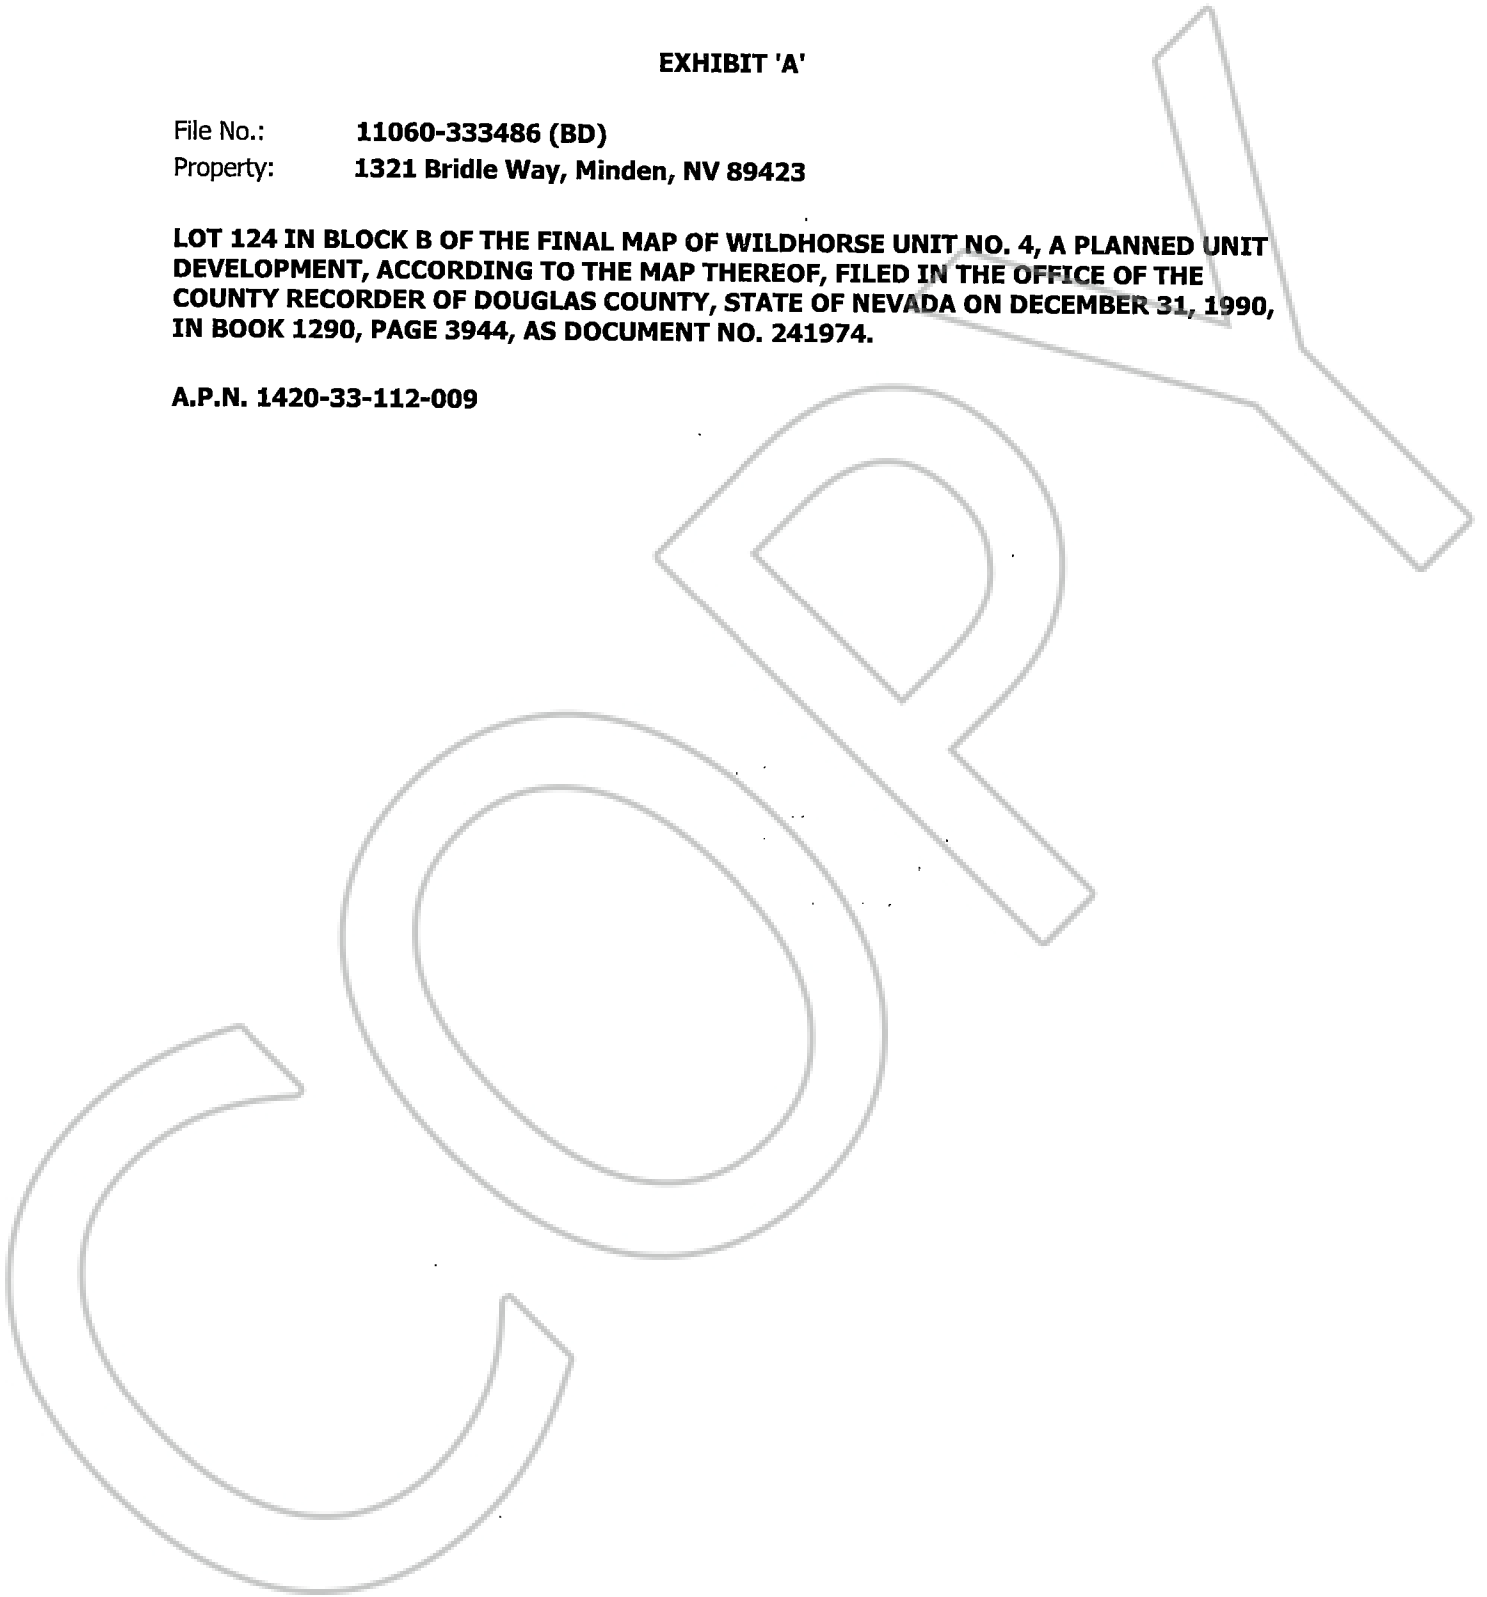 EXHIBIT 'A'
File No.: 11060-333486 (BD)
Property: 1321 Bridle Way, Minden, NV 89423
LOT 124 IN BLOCK B OF THE FINAL MAP OF WILDHORSE UNIT NO. 4, A PLANNED UNIT
DEVELOPMENT, ACCORDING TO THE MAP THEREOF, FILED IN THE OFFICE OF THE
COUNTY RECORDER OF DOUGLAS COUNTY, STATE OF NEVADA ON DECEMBER 31, 1990,
IN BOOK 1290, PAGE 3944, AS DOCUMENT NO. 241974.
A.P.N. 1420-33-112-009
COPY